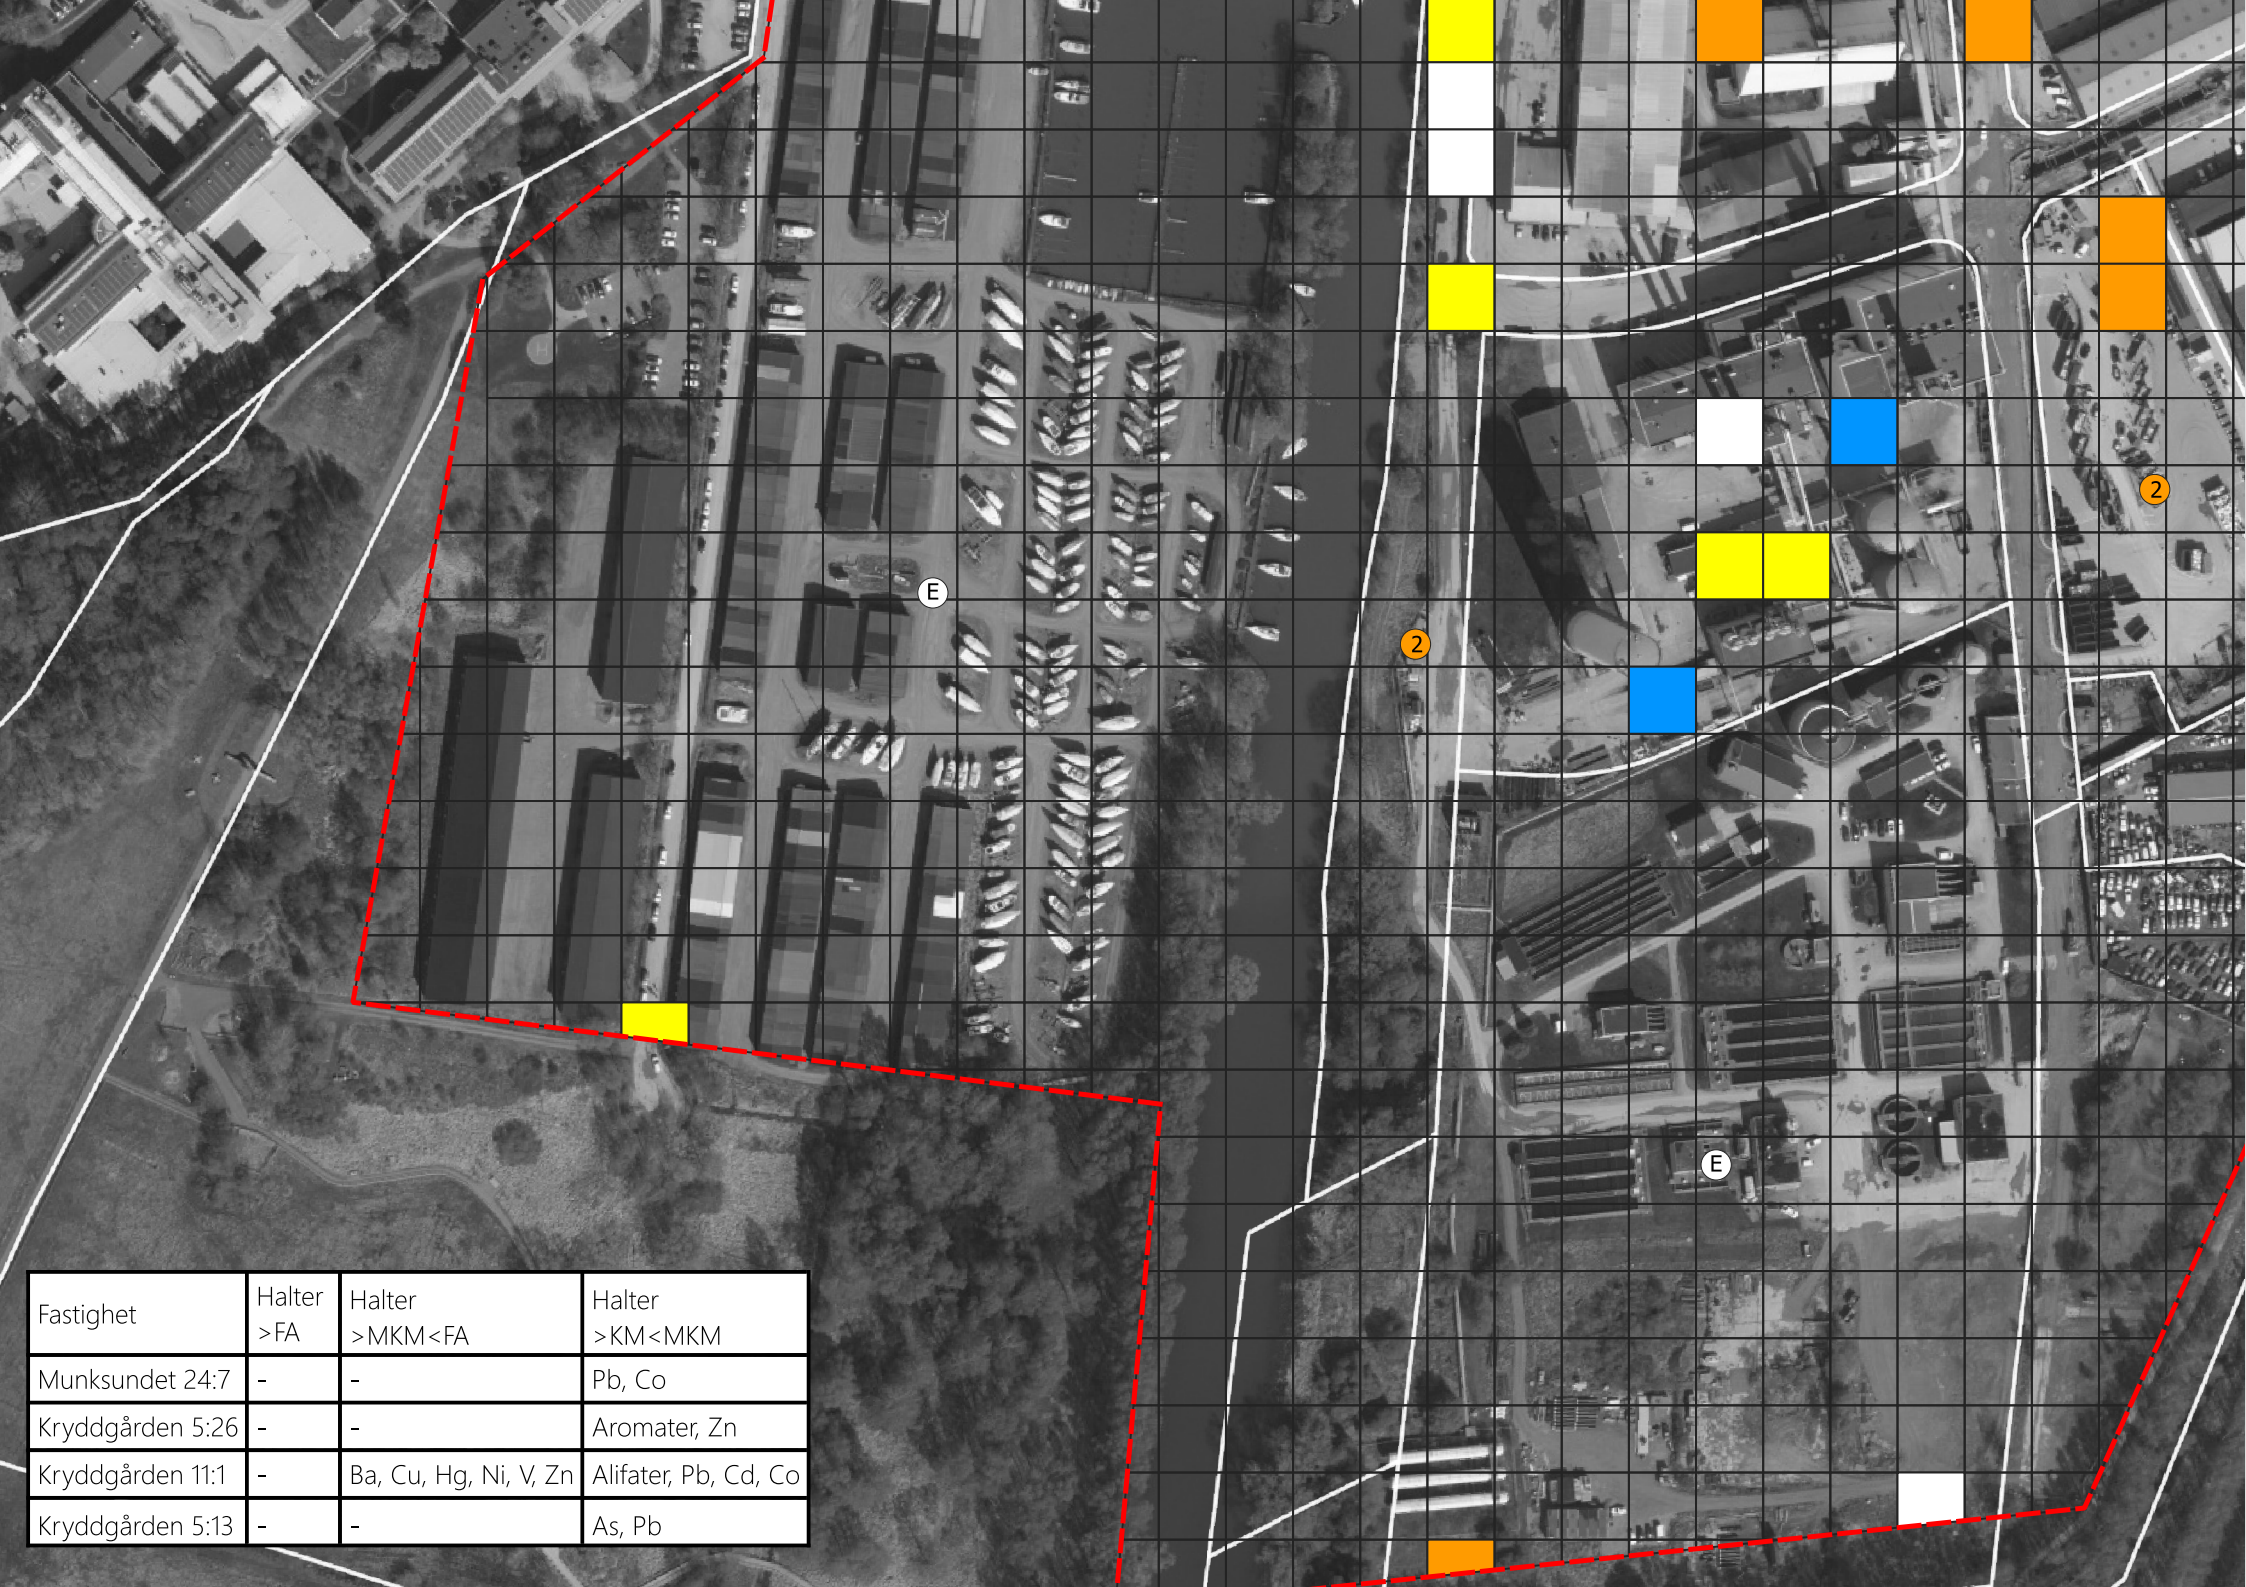 2
E
2
E
Fastighet
Halter
>FA
Halter
>MKM<FA
Halter
>KM<MKM
Munksundet 24:7 - - Pb, Co
Kryddgården 5:26 - - Aromater, Zn
Kryddgården 11:1 - Ba, Cu, Hg, Ni, V, Zn Alifater, Pb, Cd, Co
Kryddgården 5:13 - - As, Pb